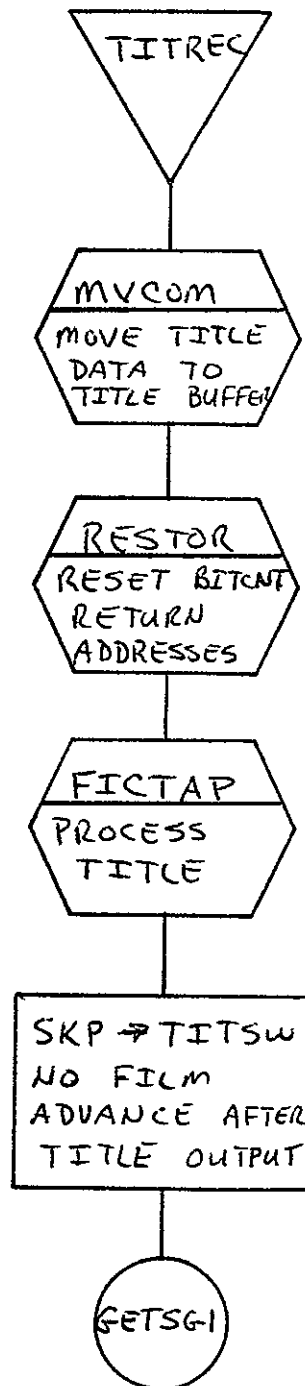 TITREC
MVCOM
MOVE TITLE
DATA TO
TITLE BUFFER
RESTOR
RESET BITCNT
RETURN
ADDRESSES
FICTAP
PROCESS
TITLE
SKP → TITSW
NO FILM
ADVANCE AFTER
TITLE OUTPUT
GETSG1